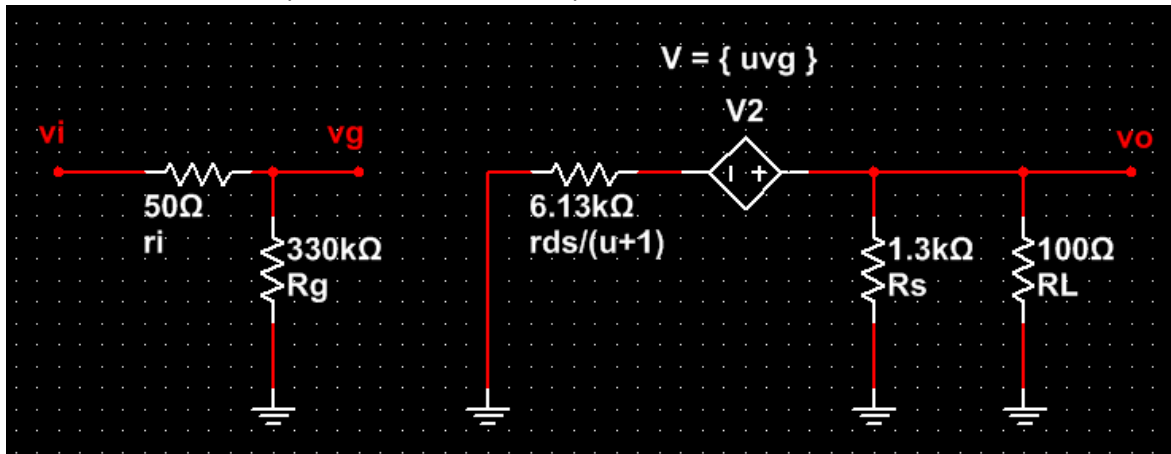 V = { uvg }
V2
vi
vg
vo
50Ω
ri
330kΩ
Rg
6.13kΩ
rds/(u+1)
1.3kΩ
Rs
100Ω
RL